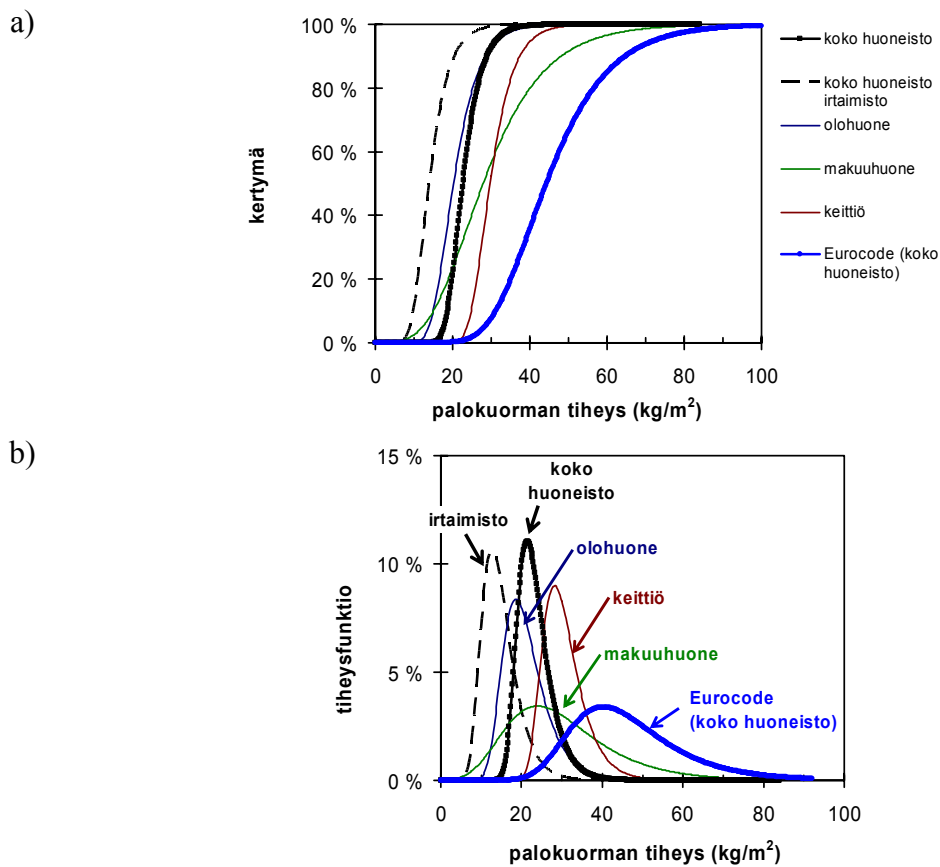 a)
100 %
80 %
60 %
40 %
20 %
0 %
kertymä
0 20 40 60 80 100
palokuorman tiheys (kg/m²)
koko huoneisto
koko huoneisto
irtaimisto
olohuone
makuuhuone
keittiö
Eurocode (koko
huoneisto)
b)
15 %
10 %
5 %
0 %
tiheysfunktio
koko
huoneisto
irtaimisto
olohuone
keittiö
makuuhuone
Eurocode
(koko huoneisto)
0 20 40 60 80 100
palokuorman tiheys (kg/m²)